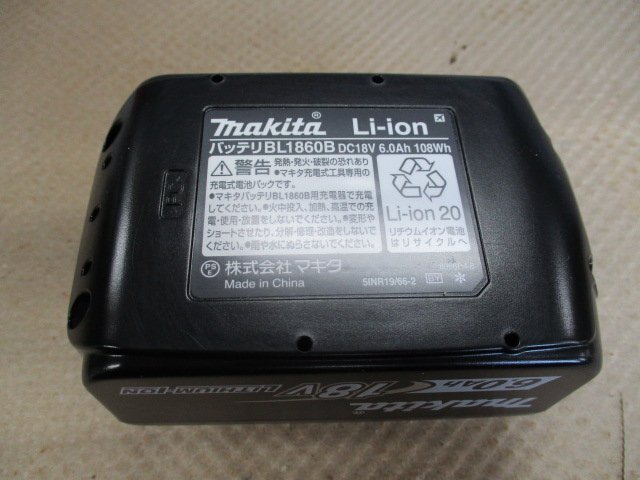 makita® Li-ion
バッテリBL1860B DC18V 6.0Ah 108Wh
警告 発熱・発火・破裂の恐れあり
●マキタ充電式工具専用の
充電式電池パックです。
●マキタバッテリBL1860B用充電器で充電
してください。●火中投入、加熱、高温での充
電・使用・放置をしないでください。●変形や
ショートさせたり、分解・修理・改造をしないで
ください。●雨や水にぬらさないでください。
Li-ion 20
リチウムイオン電池
はリサイクルへ
PS 株式会社 マキタ
Made in China
5INR19/66-2
PC
6.0Ah 18V LITHIUM-ION
makita